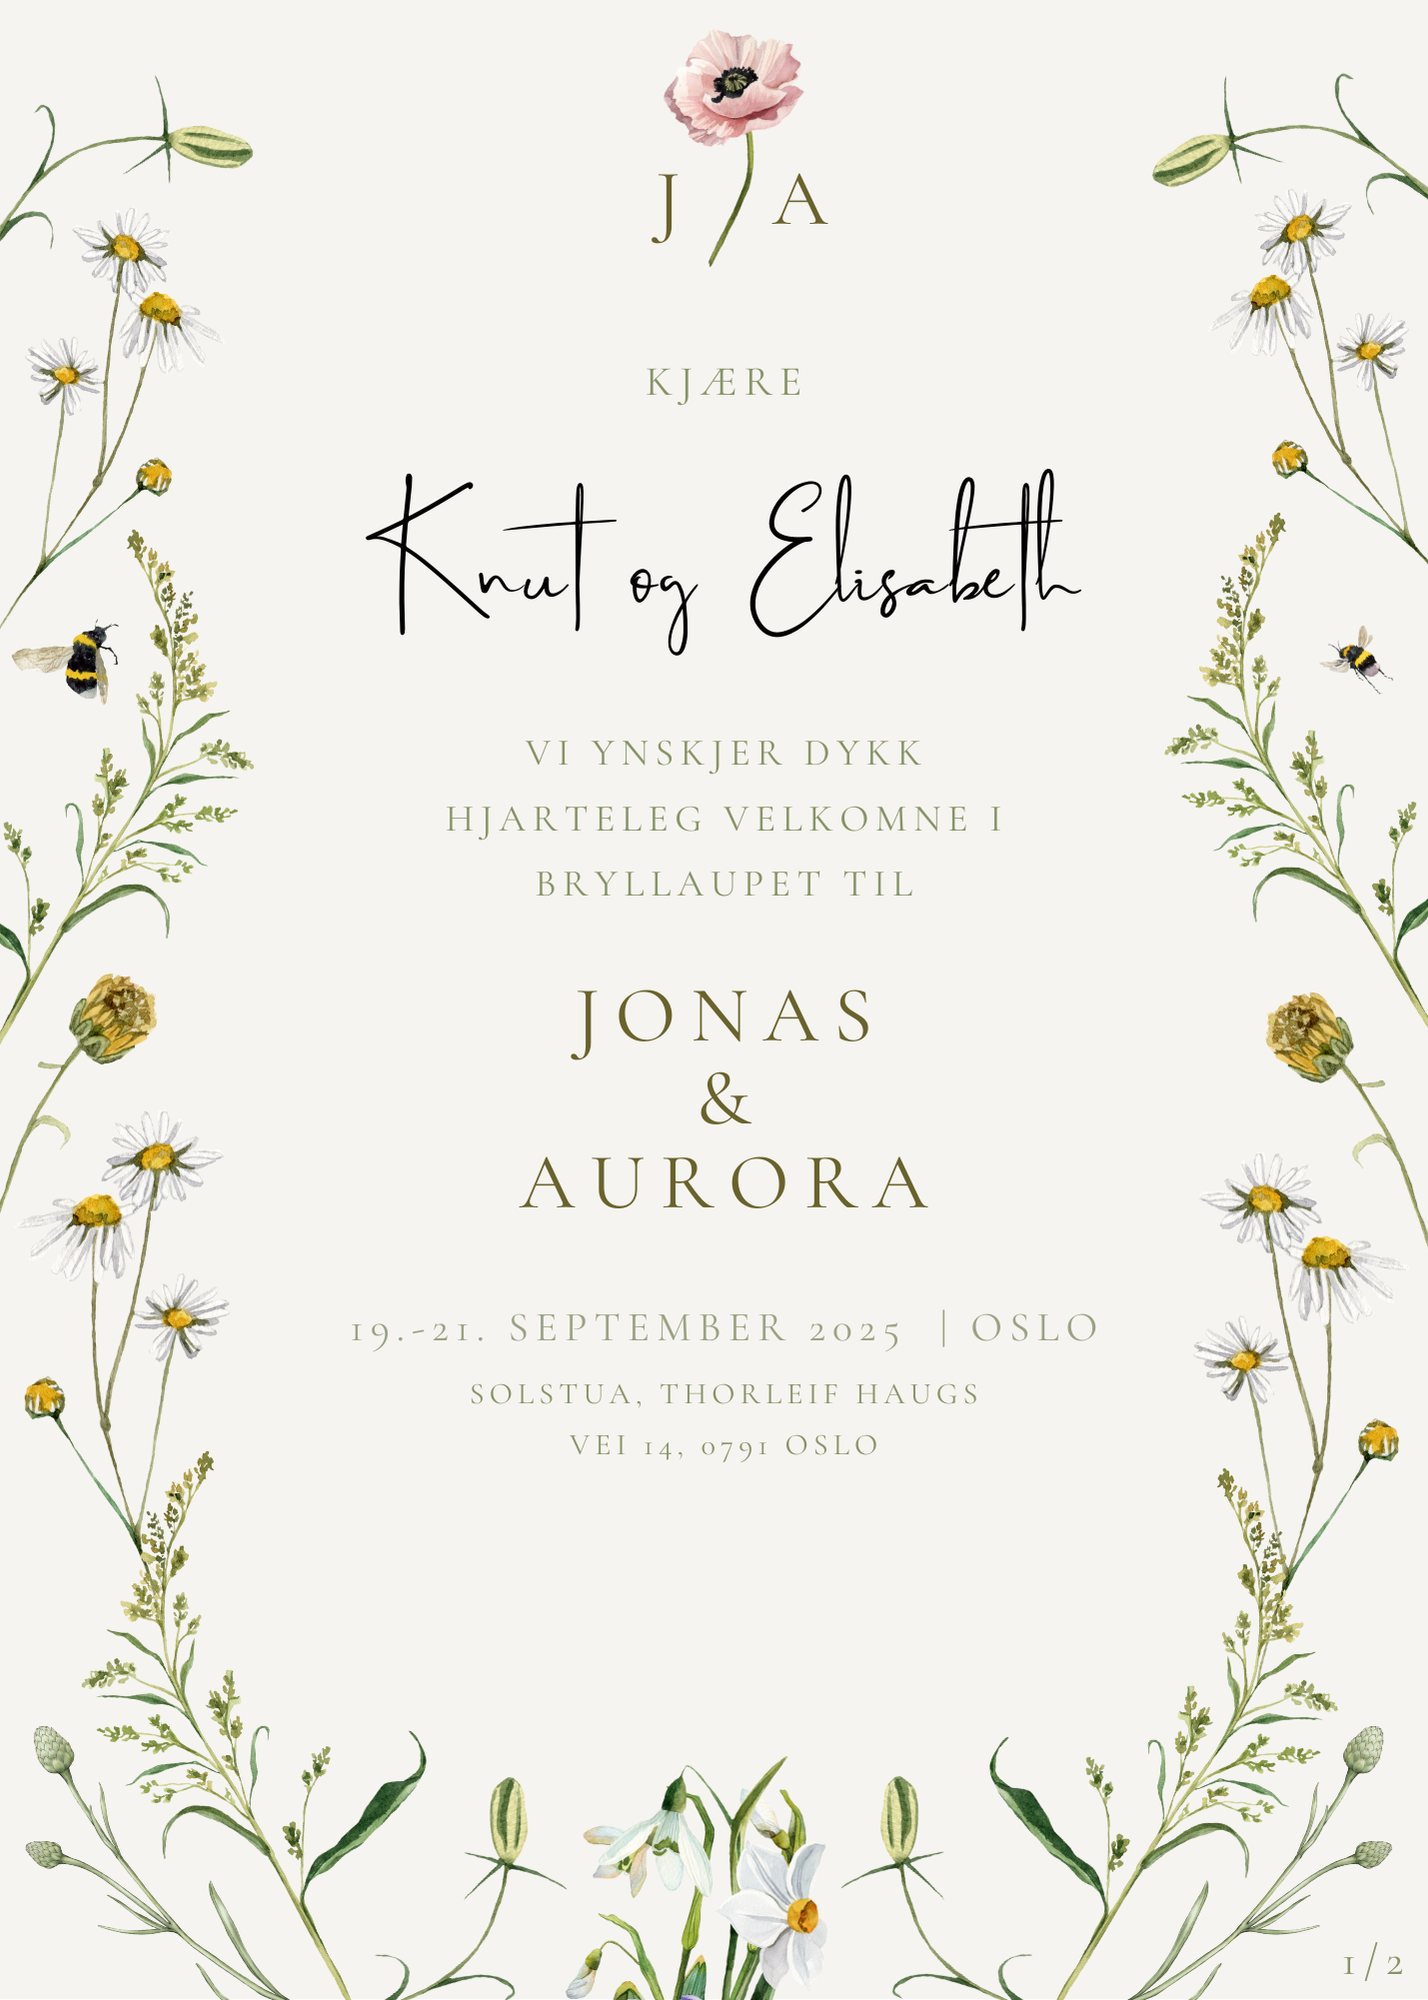 J A
KJÆRE
Knut og Elisabeth
VI YNSKJER DYKK
HJARTELEG VELKOMNE I
BRYLLAUPET TIL
JONAS
&
AURORA
19.-21. SEPTEMBER 2025 | OSLO
SOLSTUA, THORLEIF HAUGS
VEI 14, 0791 OSLO
1/2